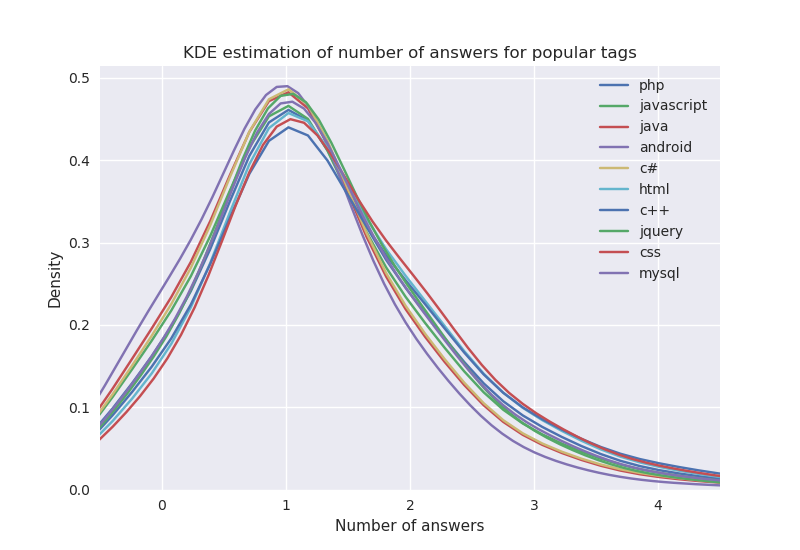 KDE estimation of number of answers for popular tags
0.5
0.4
0.3
0.2
0.1
0.0
Density
php
javascript
java
android
c#
html
c++
jquery
css
mysql
0 1 2 3 4
Number of answers